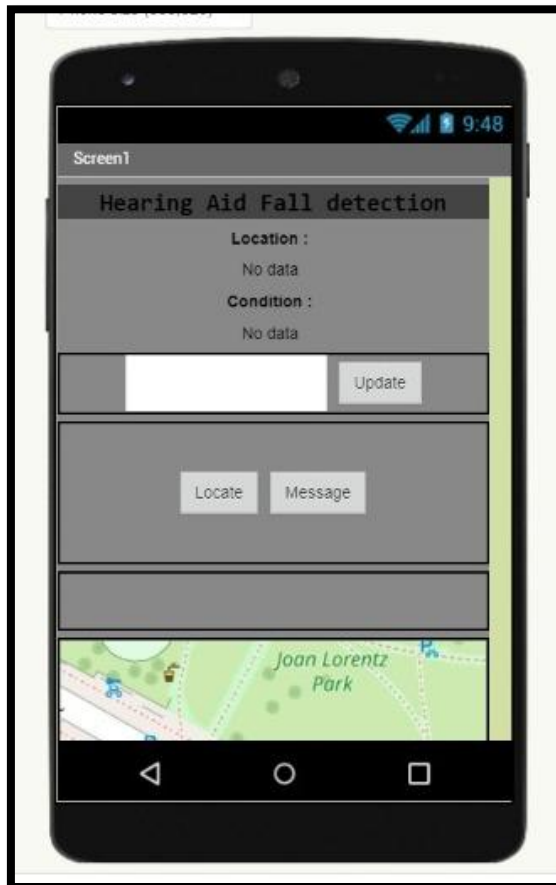 9:48
Screen1
Hearing Aid Fall detection
Location :
No data
Condition :
No data
Update
Locate Message
Joan Lorentz
Park
P